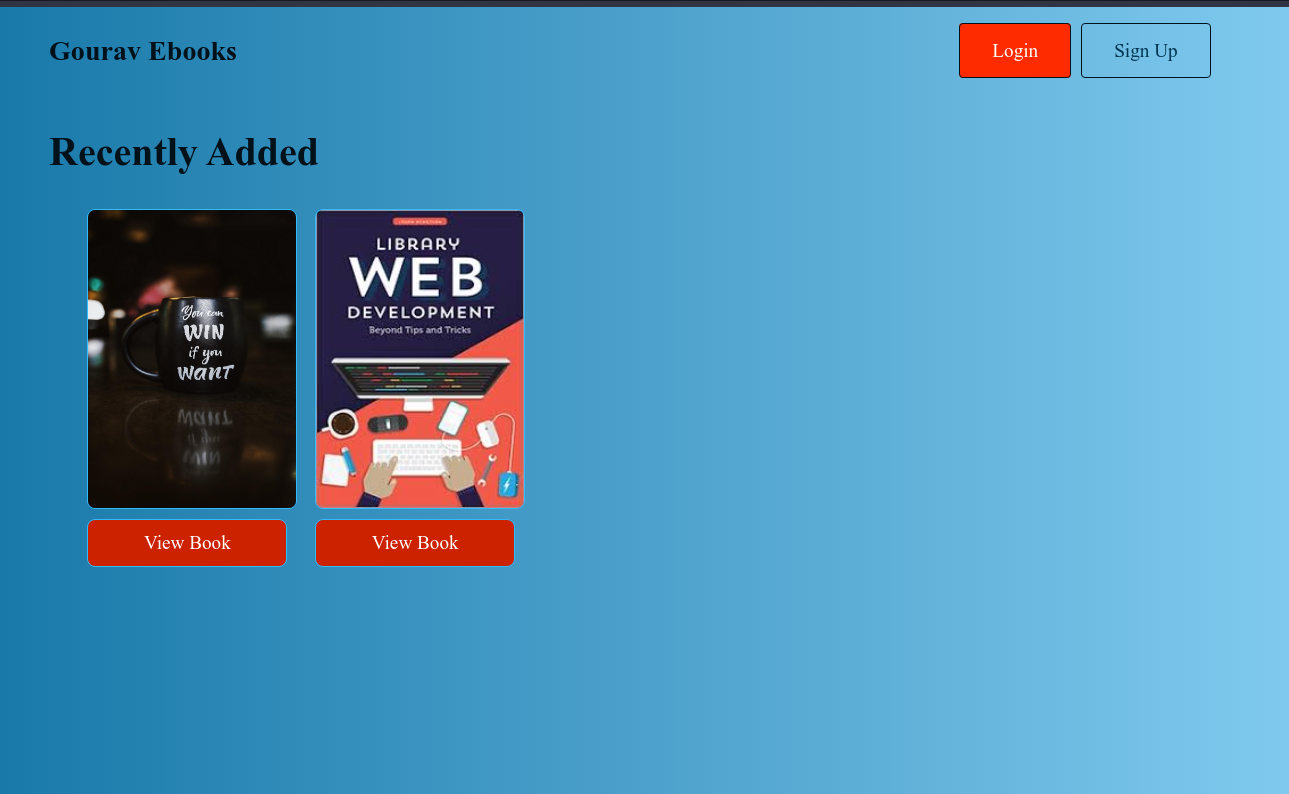 Gourav Ebooks
Login
Sign Up
Recently Added
You can
WIN
if you
WANT
LIBRARY
WEB
DEVELOPMENT
Beyond Tips and Tricks
View Book
View Book